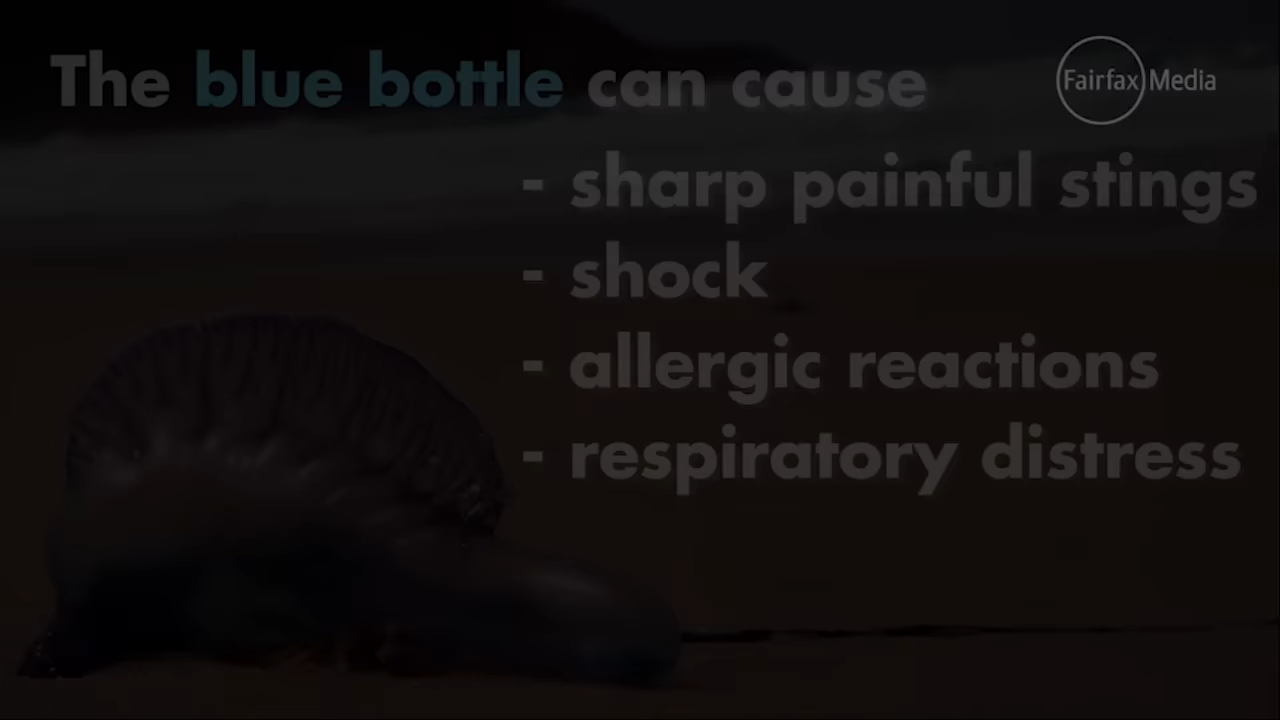 The blue bottle can cause
Fairfax Media
- sharp painful stings
- shock
- allergic reactions
- respiratory distress